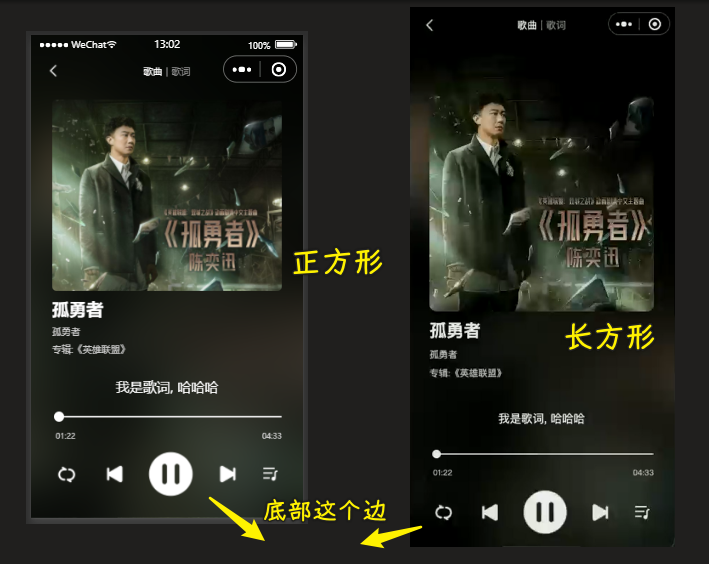 WeChat
13:02
100%
歌曲 | 歌词
《孤勇者》
陈奕迅
正方形
孤勇者
孤勇者
专辑:《英雄联盟》
我是歌词, 哈哈哈
01:22
04:33
歌曲 | 歌词
《孤勇者》
陈奕迅
孤勇者
长方形
孤勇者
专辑:《英雄联盟》
我是歌词, 哈哈哈
01:22
04:33
底部这个边